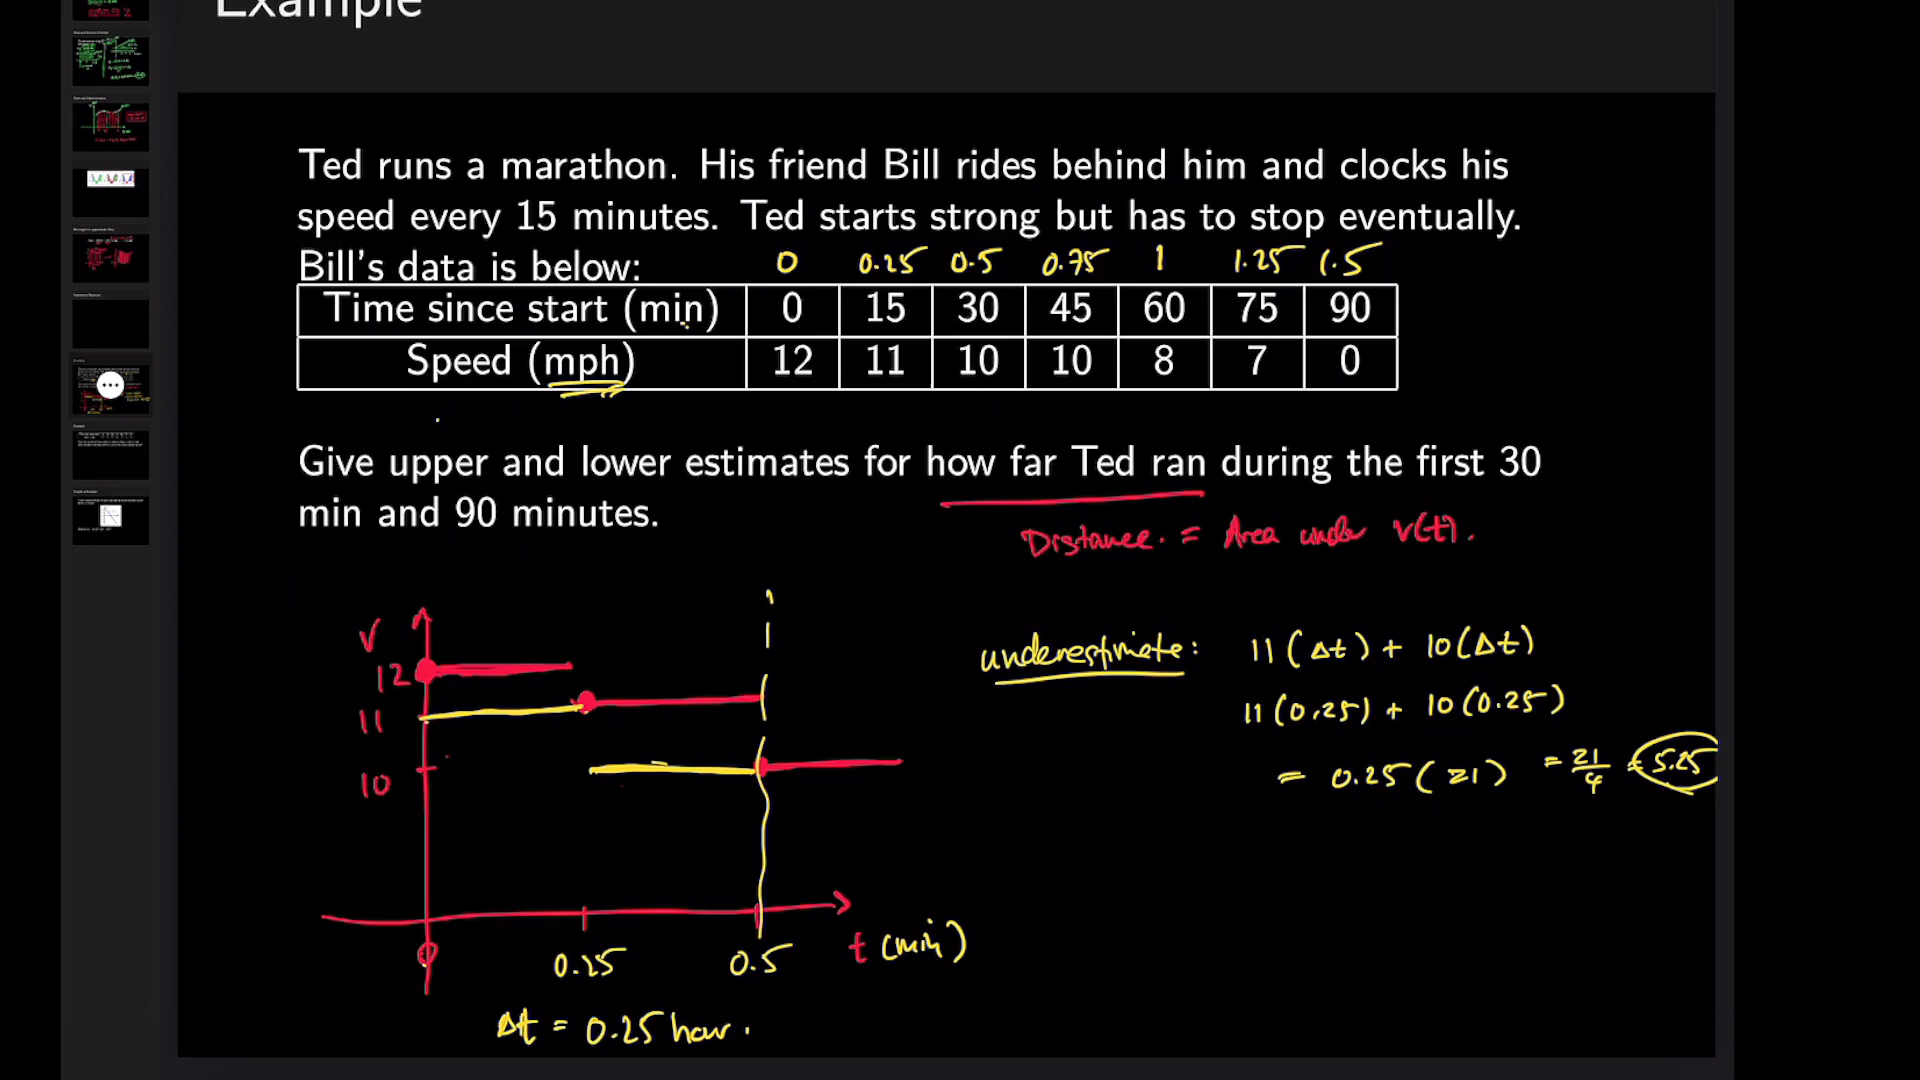 Example
Ted runs a marathon. His friend Bill rides behind him and clocks his
speed every 15 minutes. Ted starts strong but has to stop eventually.
Bill's data is below: 0 0.25 0.5 0.75 1 1.25 1.5
Time since start (min) 0 15 30 45 60 75 90
Speed (mph) 12 11 10 10 8 7 0
Give upper and lower estimates for how far Ted ran during the first 30
min and 90 minutes.
Distance. = Area under v(t).
V
12
11
10
underestimate: 11(Δt) + 10(Δt)
11(0.25) + 10(0.25)
= 0.25(21) = 21/4 = 5.25
0 0.25 0.5 t (min)
Δt = 0.25 hour.